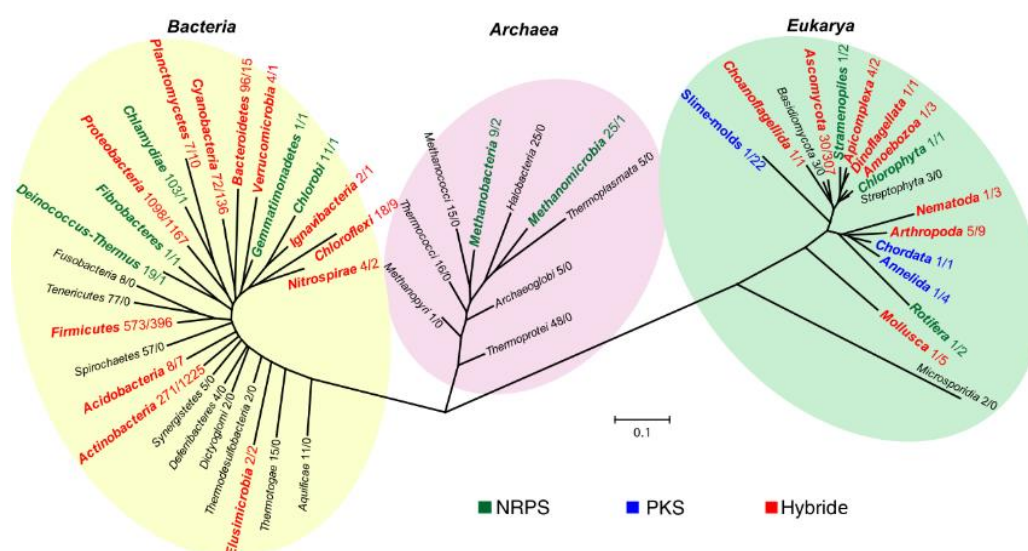 Bacteria
Archaea
Eukarya
Planctomycetes 7/10
Cyanobacteria 72/136
Bacteroidetes 96/15
Verrucomicrobia 4/1
Chlamydiae 103/1
Gemmatimonadetes 1/1
Chlorobi 11/1
Proteobacteria 1098/1167
Ignavibacteria 2/1
Fibrobacteres 1/1
Chloroflexi 18/9
Deinococcus-Thermus 19/1
Nitrospirae 4/2
Fusobacteria 8/0
Tenericutes 77/0
Firmicutes 573/396
Spirochaetes 57/0
Acidobacteria 8/7
Actinobacteria 271/1225
Synergistetes 5/0
Deferribacteres 4/0
Dictyoglomi 2/0
Thermodesulfobacteria 2/0
Elusimicrobia 2/2
Thermotogae 15/0
Aquificae 11/0
Methanococci 15/0
Methanobacteria 9/2
Halobacteria 25/0
Methanomicrobia 25/1
Thermoplasmata 5/0
Thermococci 16/0
Methanopyri 1/0
Archaeoglobi 5/0
Thermoprotei 48/0
Slime-molds 1/22
Choanoflagellida 1/1
Basidiomycota 3/0
Ascomycota 30/307
Stramenopiles 1/2
Apicomplexa 4/2
Dinoflagellata 1/1
Amoebozoa 1/3
Chlorophyta 1/1
Streptophyta 3/0
Nematoda 1/3
Arthropoda 5/9
Chordata 1/1
Annelida 1/4
Rotifera 1/2
Mollusca 1/5
Microsporidia 2/0
0.1
NRPS
PKS
Hybride